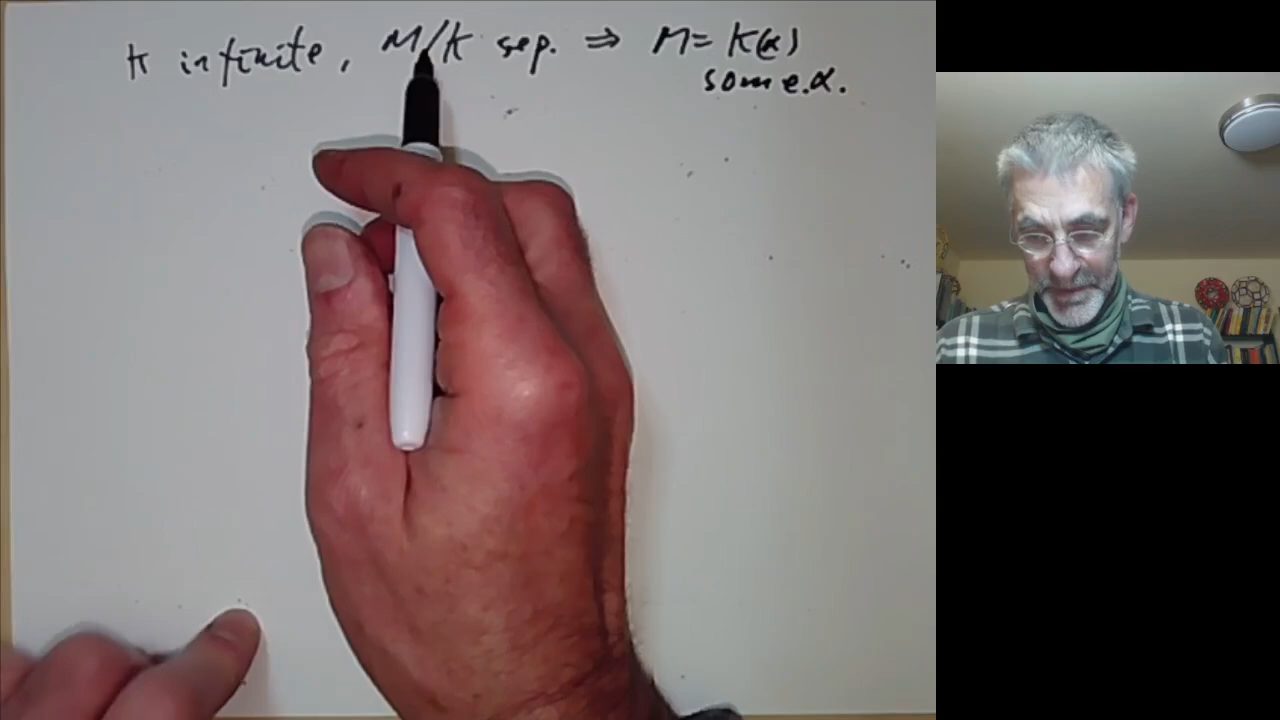 K infinite, M/K sep. ⇒ M = K(α)
some α.